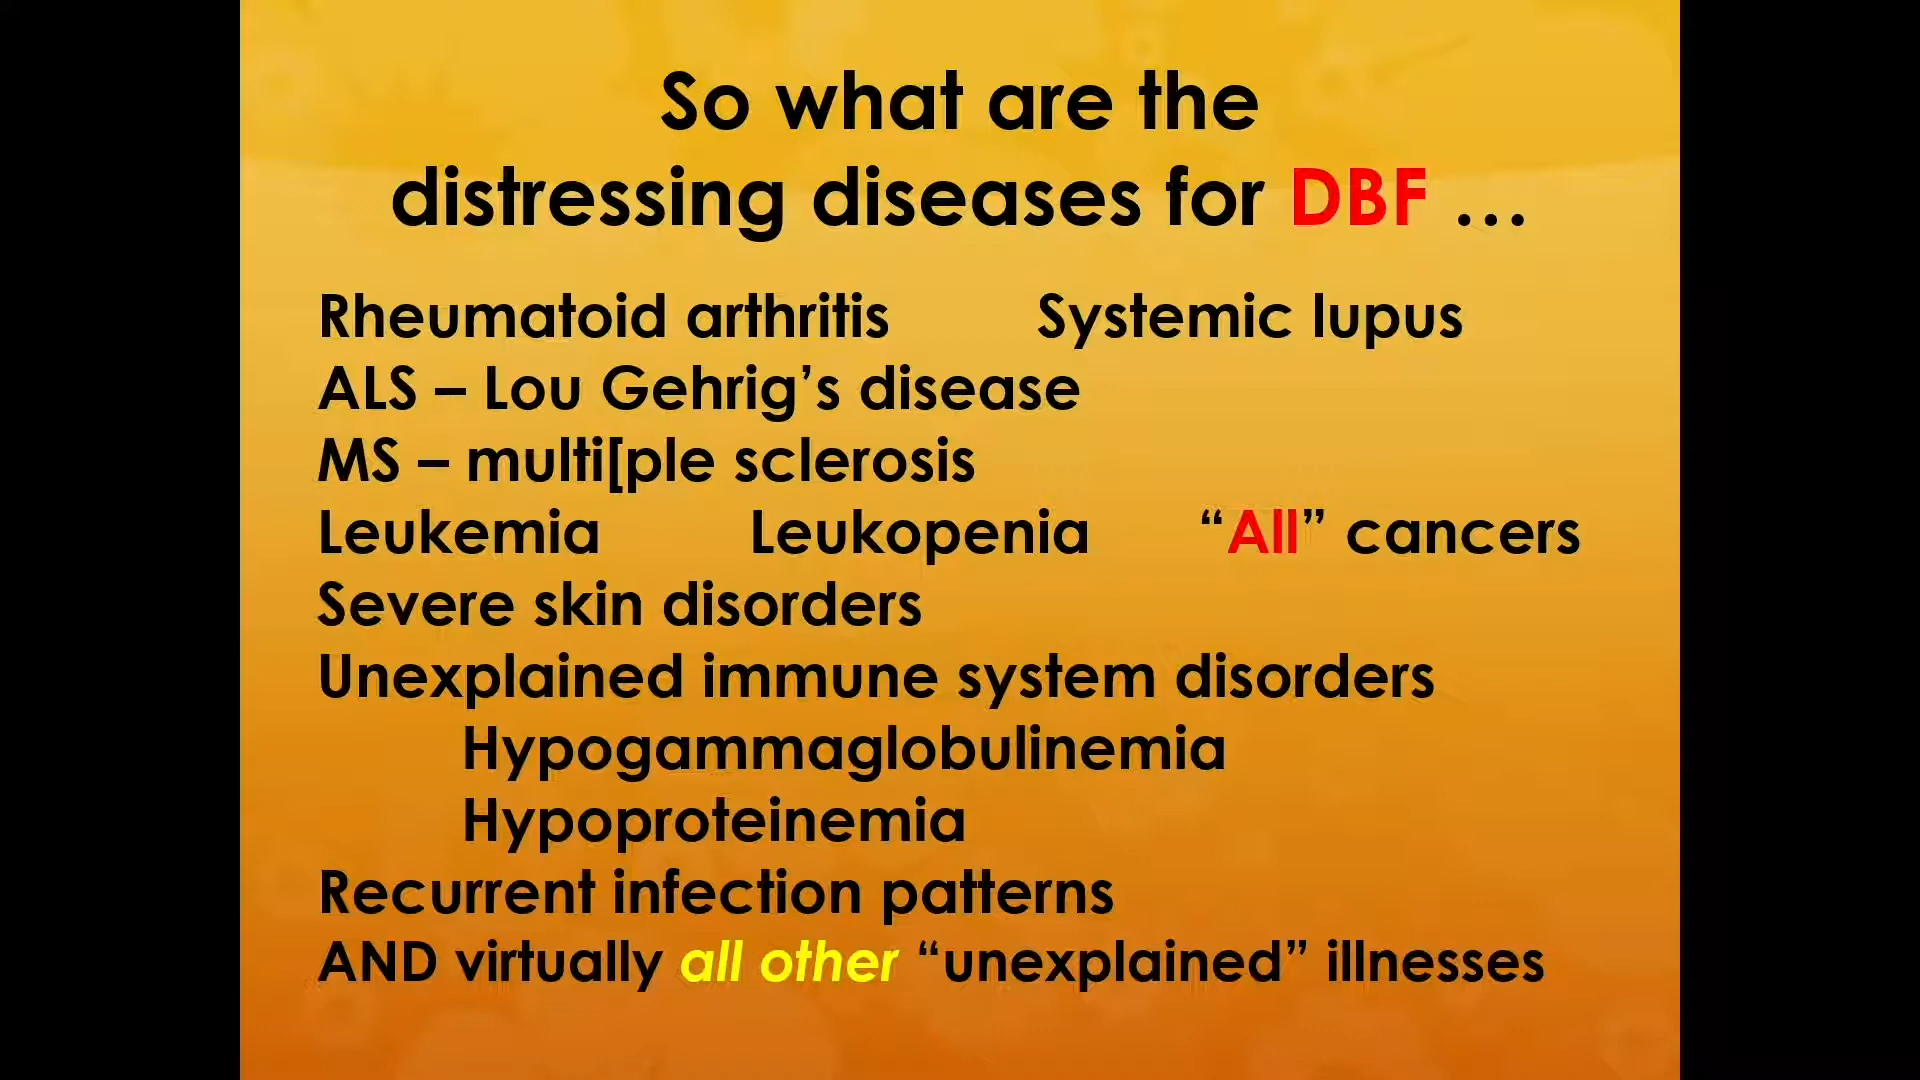 So what are the
distressing diseases for DBF …
Rheumatoid arthritis Systemic lupus
ALS – Lou Gehrig’s disease
MS – multi[ple sclerosis
Leukemia Leukopenia “All” cancers
Severe skin disorders
Unexplained immune system disorders
Hypogammaglobulinemia
Hypoproteinemia
Recurrent infection patterns
AND virtually all other “unexplained” illnesses